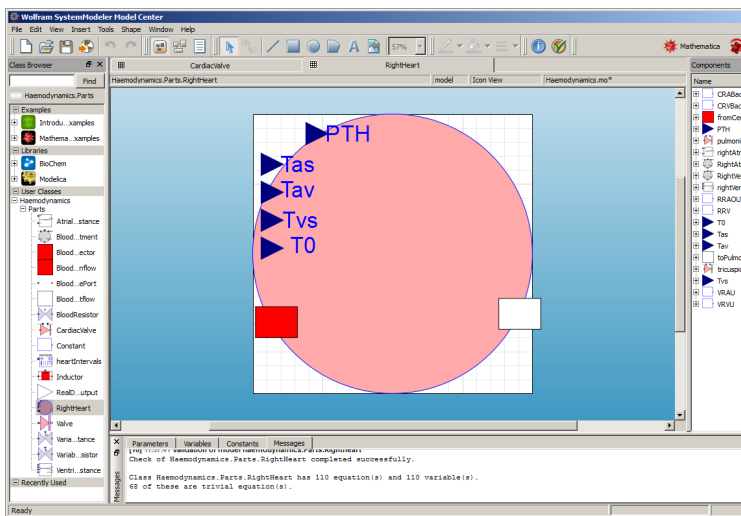 Wolfram SystemModeler Model Center
File Edit View Insert Tools Shape Window Help
57%
Mathematica
Class Browser
CardiacValve
RightHeart
Components
Find
Haemodynamics.Parts.RightHeart
model
Icon View
Haemodynamics.mo*
Name
Haemodynamics.Parts
Examples
Introdu...xamples
Mathema...xamples
Libraries
BioChem
Modelica
User Classes
Haemodynamics
Parts
Atrial...stance
Blood...tment
Blood...ector
Blood...nflow
Blood...ePort
Blood...tflow
BloodResistor
CardiacValve
Constant
heartIntervals
Inductor
RealD...utput
RightHeart
Valve
Varia...tance
Variab...sistor
Ventri...stance
Recently Used
PTH
Tas
Tav
Tvs
T0
CRABac
CRVBac
fromCer
PTH
pulmoni
rightAtr
RightAt
RightVe
rightVer
RRAOU
RRV
T0
Tas
Tav
toPulmo
tricuspi
Tvs
VRAU
VRVU
Parameters
Variables
Constants
Messages
Messages
Check of Haemodynamics.Parts.RightHeart completed successfully.
Class Haemodynamics.Parts.RightHeart has 110 equation(s) and 110 variable(s).
68 of these are trivial equation(s).
Ready